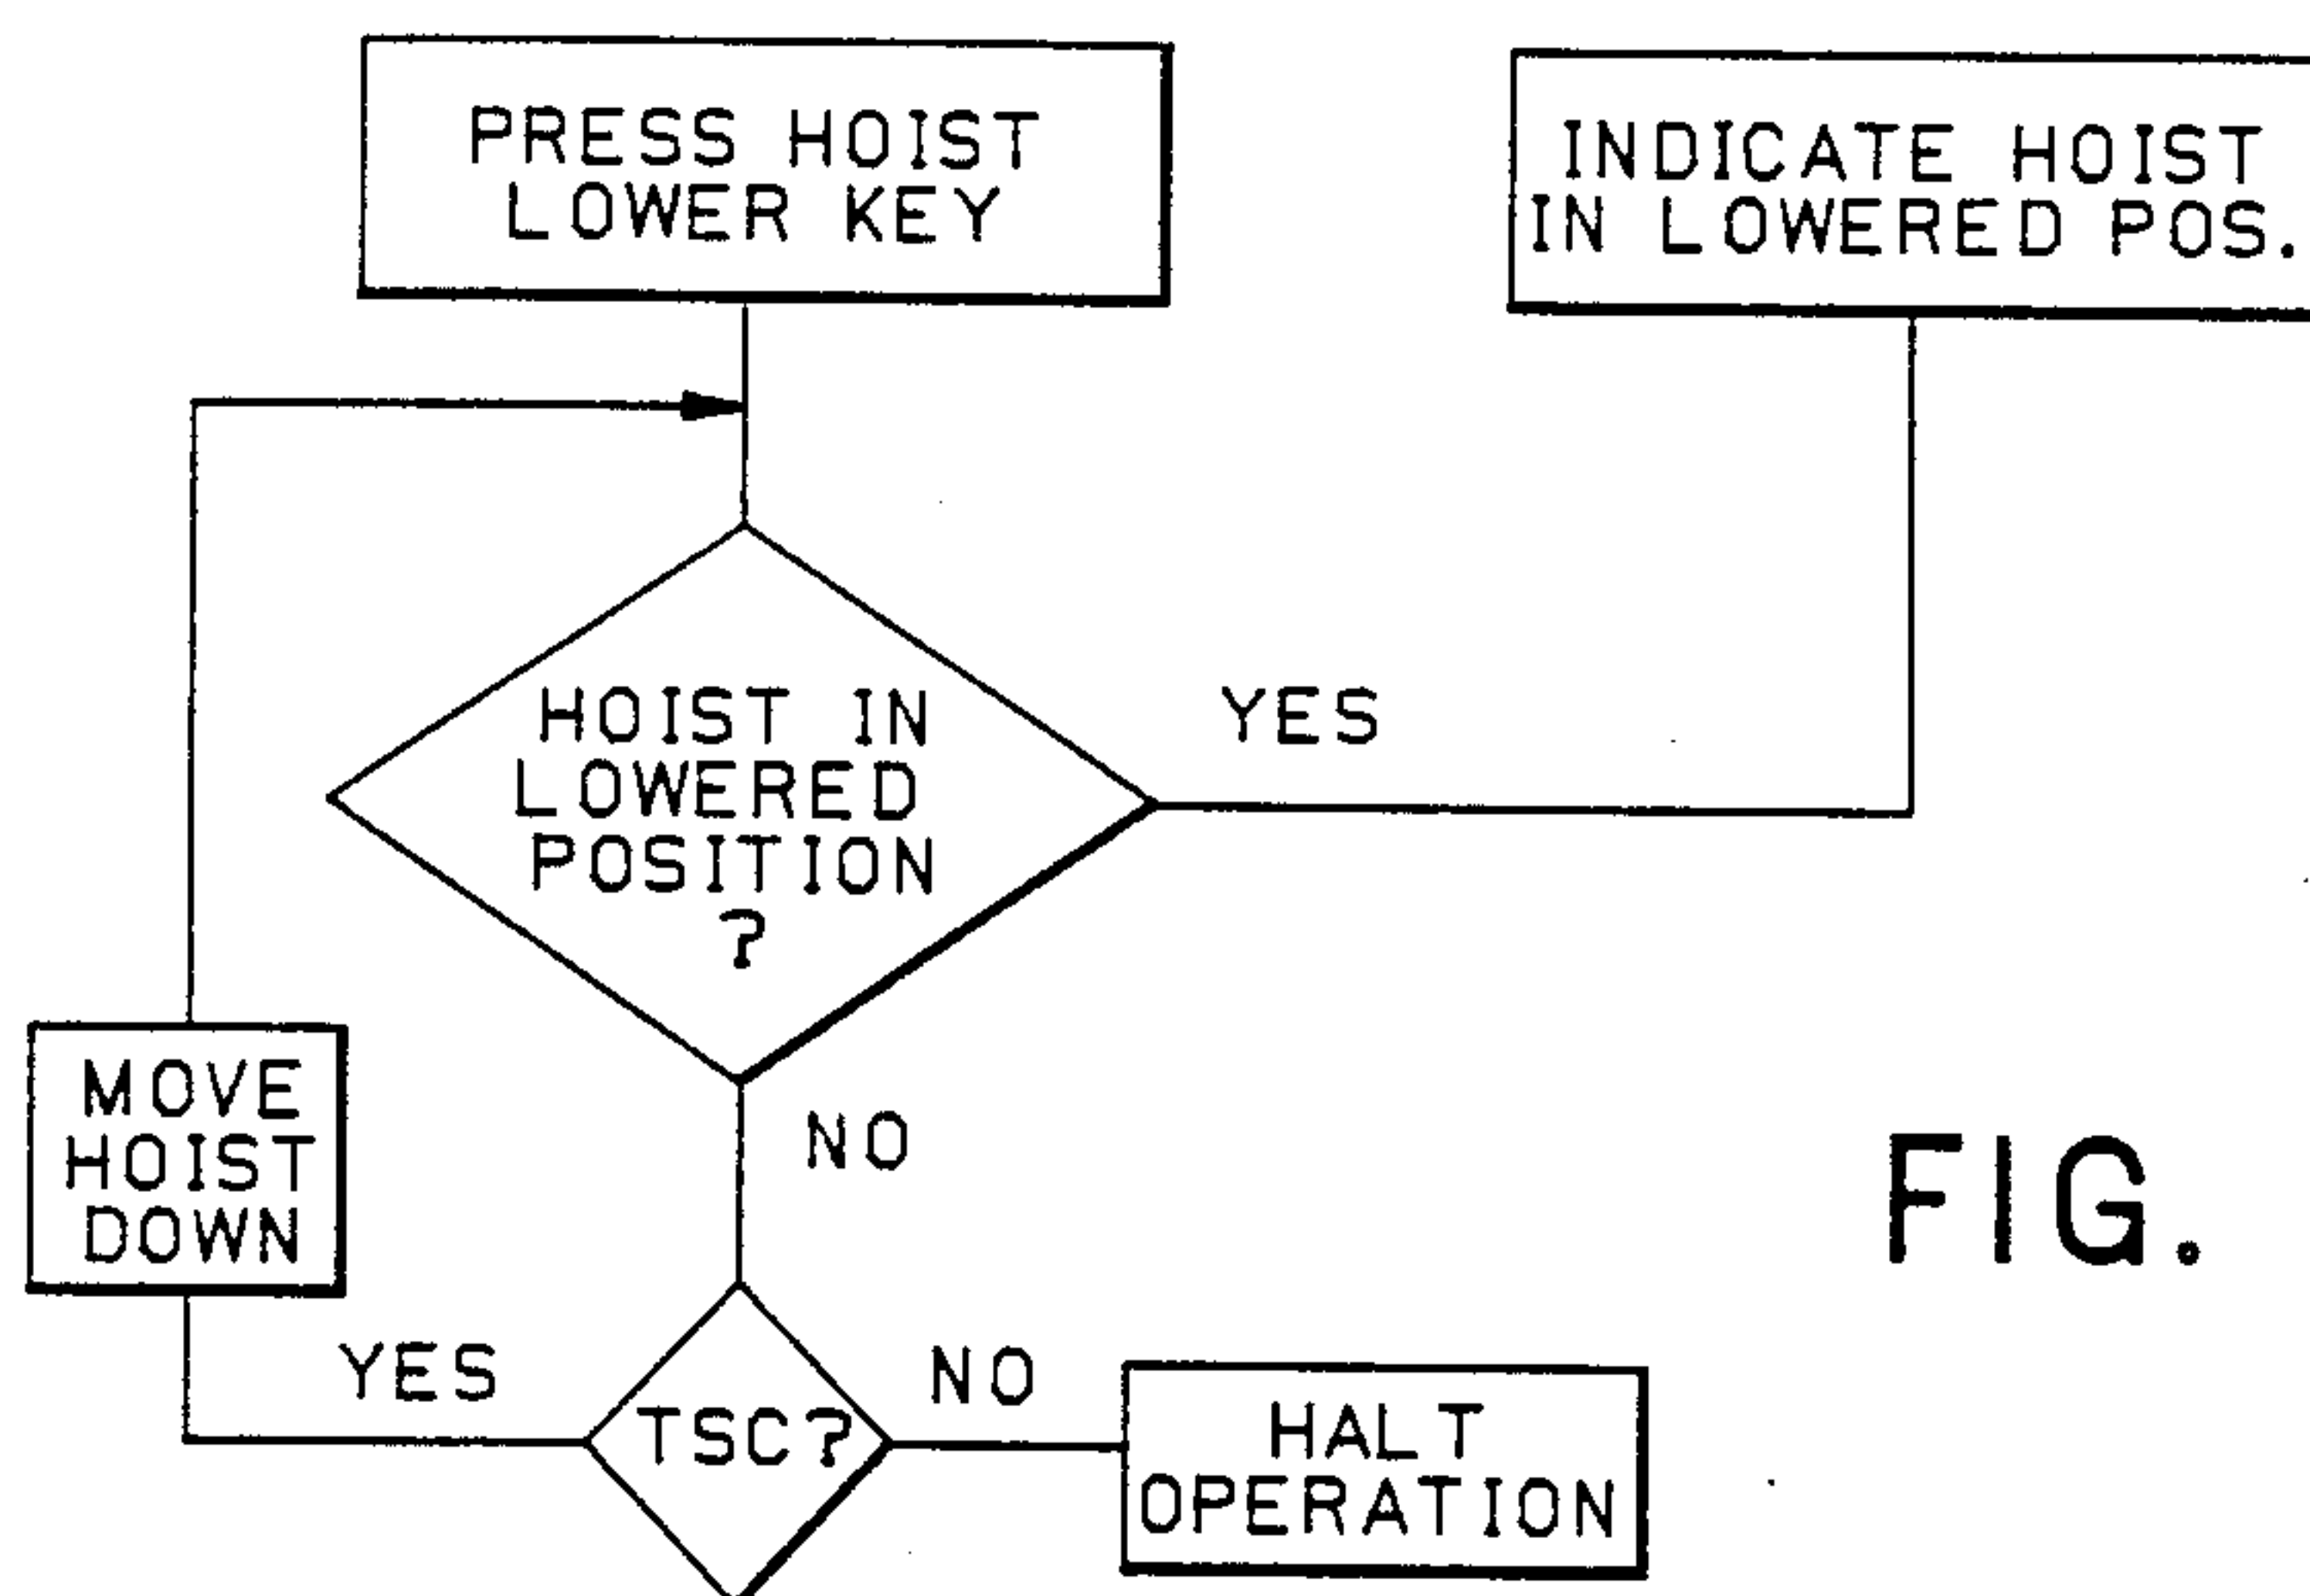 PRESS HOIST
LOWER KEY
INDICATE HOIST
IN LOWERED POS.
HOIST IN
LOWERED
POSITION
?
YES
NO
MOVE
HOIST
DOWN
YES
TSC?
NO
HALT
OPERATION
FIG.